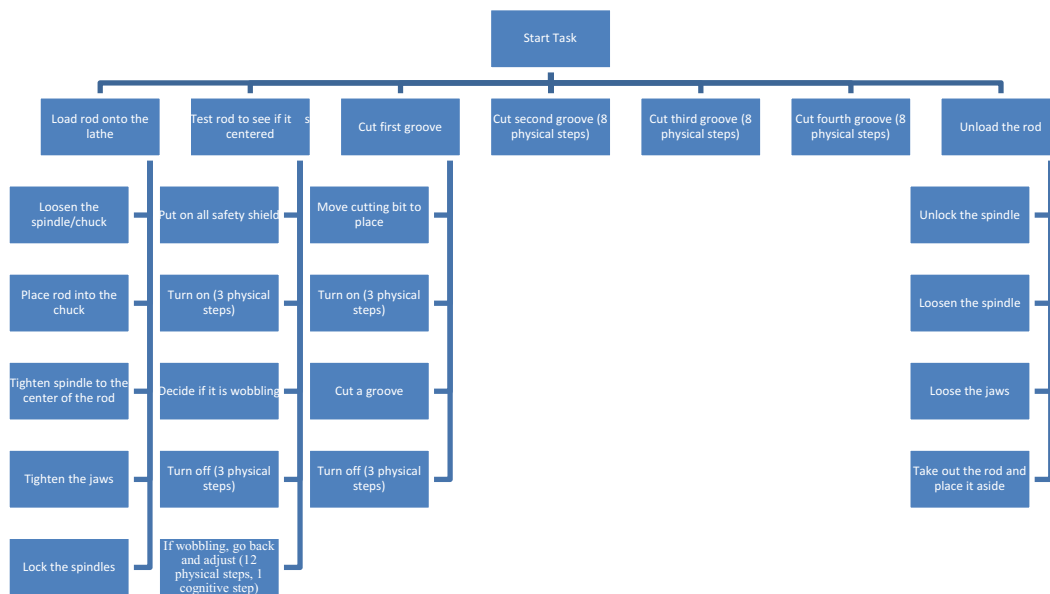 Start Task
Load rod onto the
lathe
Test rod to see if it s
centered
Cut first groove
Cut second groove (8
physical steps)
Cut third groove (8
physical steps)
Cut fourth groove (8
physical steps)
Unload the rod
Loosen the
spindle/chuck
Place rod into the
chuck
Tighten spindle to the
center of the rod
Tighten the jaws
Lock the spindles
Put on all safety shield
Turn on (3 physical
steps)
Decide if it is wobbling
Turn off (3 physical
steps)
If wobbling, go back
and adjust (12
physical steps, 1
cognitive step)
Move cutting bit to
place
Turn on (3 physical
steps)
Cut a groove
Turn off (3 physical
steps)
Unlock the spindle
Loosen the spindle
Loose the jaws
Take out the rod and
place it aside